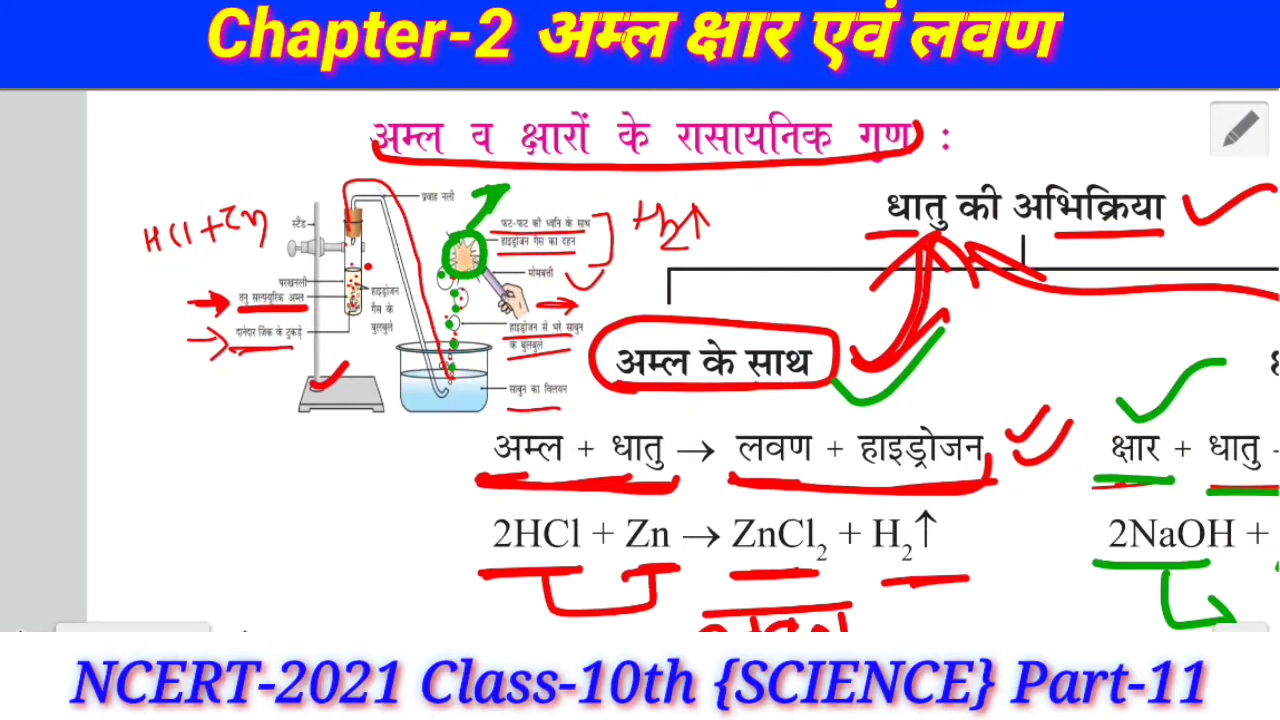 Chapter-2 अम्ल क्षार एवं लवण
अम्ल व क्षारों के रासायनिक गुण :
धातु की अभिक्रिया
HCl + Zn
स्टैंड
परखनली
तनु सल्फ्यूरिक अम्ल
दानेदार जिंक के टुकड़े
प्रवाह नली
फट-फट की ध्वनि के साथ
हाइड्रोजन गैस का दहन
मोमबत्ती
हाइड्रोजन
गैस के
बुलबुले
हाइड्रोजन से भरे साबुन
के बुलबुले
साबुन का विलयन
H₂↑
अम्ल के साथ
अम्ल + धातु → लवण + हाइड्रोजन
क्षार + धातु -
2HCl + Zn → ZnCl₂ + H₂↑
2NaOH +
NCERT-2021 Class-10th {SCIENCE} Part-11